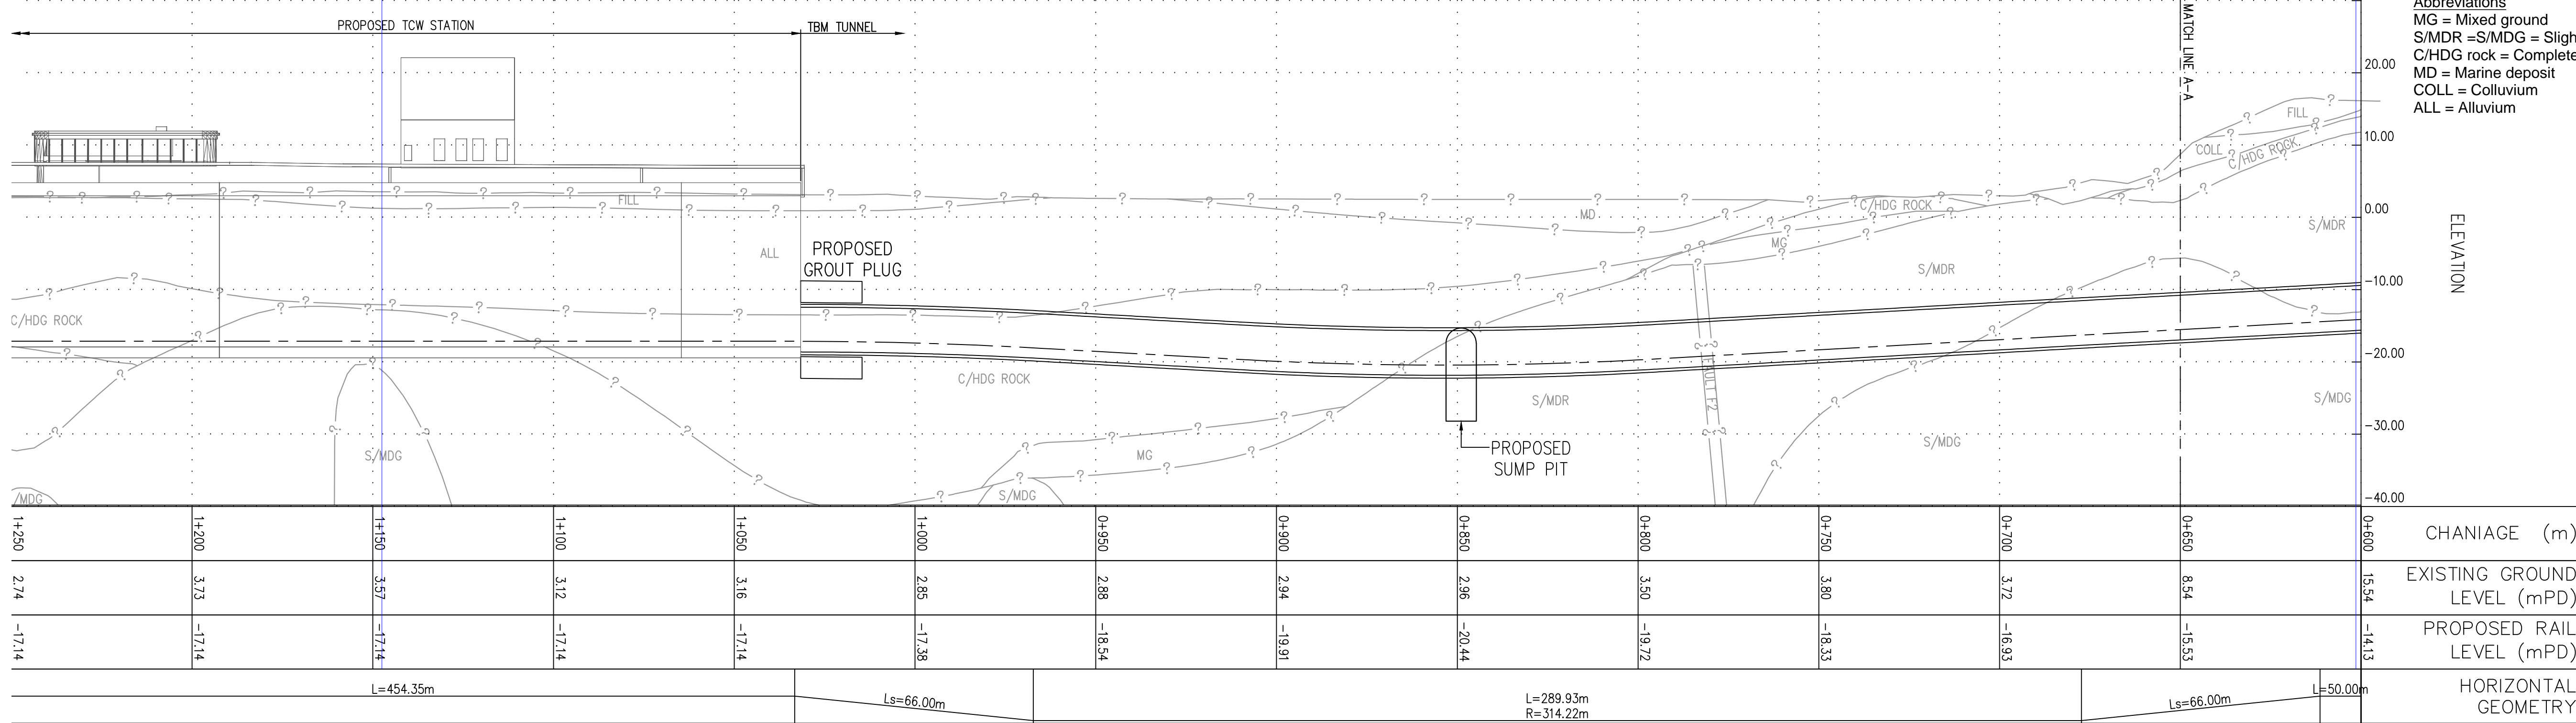 PROPOSED TCW STATION
TBM TUNNEL
MATCH LINE A-A
Abbreviations
MG = Mixed ground
S/MDR =S/MDG = Sligh
C/HDG rock = Complete
MD = Marine deposit
COLL = Colluvium
ALL = Alluvium
20.00
10.00
0.00
-10.00
-20.00
-30.00
-40.00
ELEVATION
FILL
COLL
C/HDG ROCK
S/MDR
FILL
MD
C/HDG ROCK
MG
ALL
PROPOSED
GROUT PLUG
S/MDR
C/HDG ROCK
C/HDG ROCK
S/MDR
FAULT F2
S/MDG
S/MDG
S/MDG
MG
PROPOSED
SUMP PIT
/MDG
S/MDG
1+250 1+200 1+150 1+100 1+050 1+000 0+950 0+900 0+850 0+800 0+750 0+700 0+650 0+600
CHANIAGE (m)
2.74 3.73 3.57 3.12 3.16 2.85 2.88 2.94 2.96 3.50 3.80 3.72 8.54 15.54
EXISTING GROUND
LEVEL (mPD)
-17.14 -17.14 -17.14 -17.14 -17.14 -17.38 -18.54 -19.91 -20.44 -19.72 -18.33 -16.93 -15.53 -14.13
PROPOSED RAIL
LEVEL (mPD)
L=454.35m
Ls=66.00m
L=289.93m
R=314.22m
Ls=66.00m
L=50.00m
HORIZONTAL
GEOMETRY